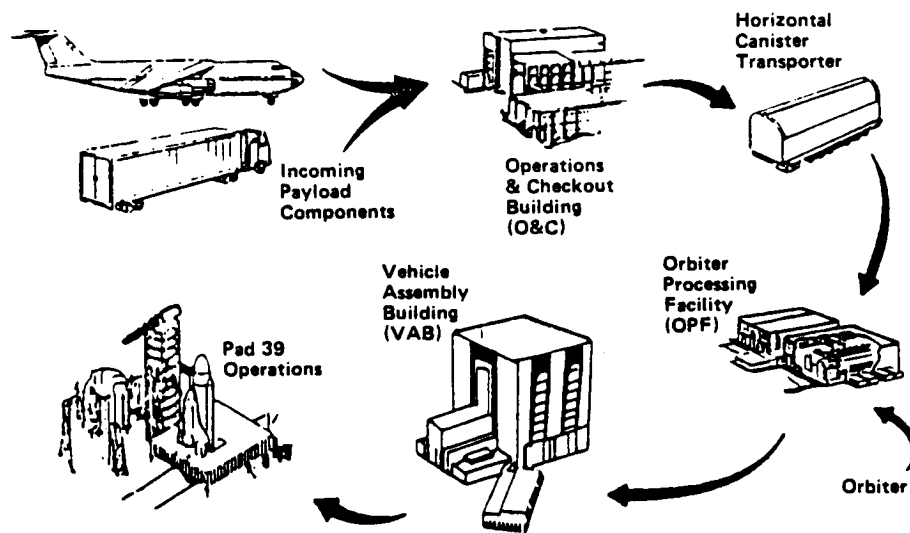 Horizontal
Canister
Transporter
Incoming
Payload
Components
Operations
& Checkout
Building
(O&C)
Vehicle
Assembly
Building
(VAB)
Orbiter
Processing
Facility
(OPF)
Pad 39
Operations
Orbiter